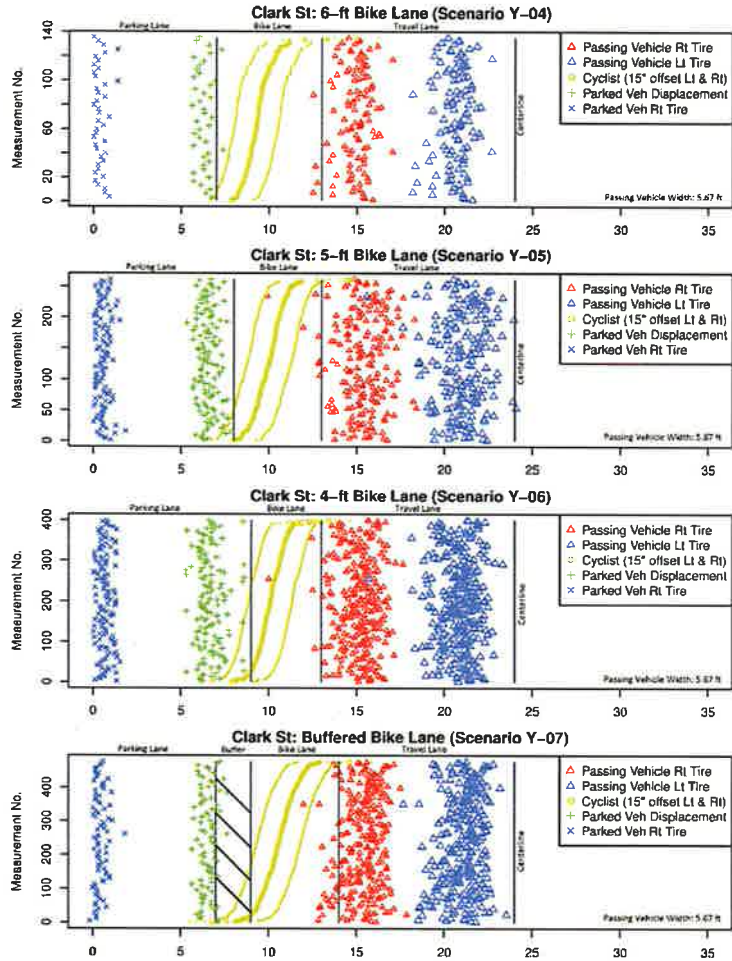 Clark St: 6-ft Bike Lane (Scenario Y-04)
Parking Lane Bike Lane Travel Lane
Measurement No.
140
100
60
0 20
Passing Vehicle Rt Tire
Passing Vehicle Lt Tire
Cyclist (15" offset Lt & Rt)
Parked Veh Displacement
Parked Veh Rt Tire
Centerline
Passing Vehicle Width: 5.67 ft
0 5 10 15 20 25 30 35
Clark St: 5-ft Bike Lane (Scenario Y-05)
Parking Lane Bike Lane Travel Lane
Measurement No.
200
100
0 50
Passing Vehicle Rt Tire
Passing Vehicle Lt Tire
Cyclist (15" offset Lt & Rt)
Parked Veh Displacement
Parked Veh Rt Tire
Centerline
Passing Vehicle Width: 5.67 ft
0 5 10 15 20 25 30 35
Clark St: 4-ft Bike Lane (Scenario Y-06)
Parking Lane Bike Lane Travel Lane
Measurement No.
400
300
200
100
0
Passing Vehicle Rt Tire
Passing Vehicle Lt Tire
Cyclist (15" offset Lt & Rt)
Parked Veh Displacement
Parked Veh Rt Tire
Centerline
Passing Vehicle Width: 5.67 ft
0 5 10 15 20 25 30 35
Clark St: Buffered Bike Lane (Scenario Y-07)
Parking Lane Buffer Bike Lane Travel Lane
Measurement No.
400
300
200
100
0
Passing Vehicle Rt Tire
Passing Vehicle Lt Tire
Cyclist (15" offset Lt & Rt)
Parked Veh Displacement
Parked Veh Rt Tire
Centerline
Passing Vehicle Width: 5.67 ft
0 5 10 15 20 25 30 35